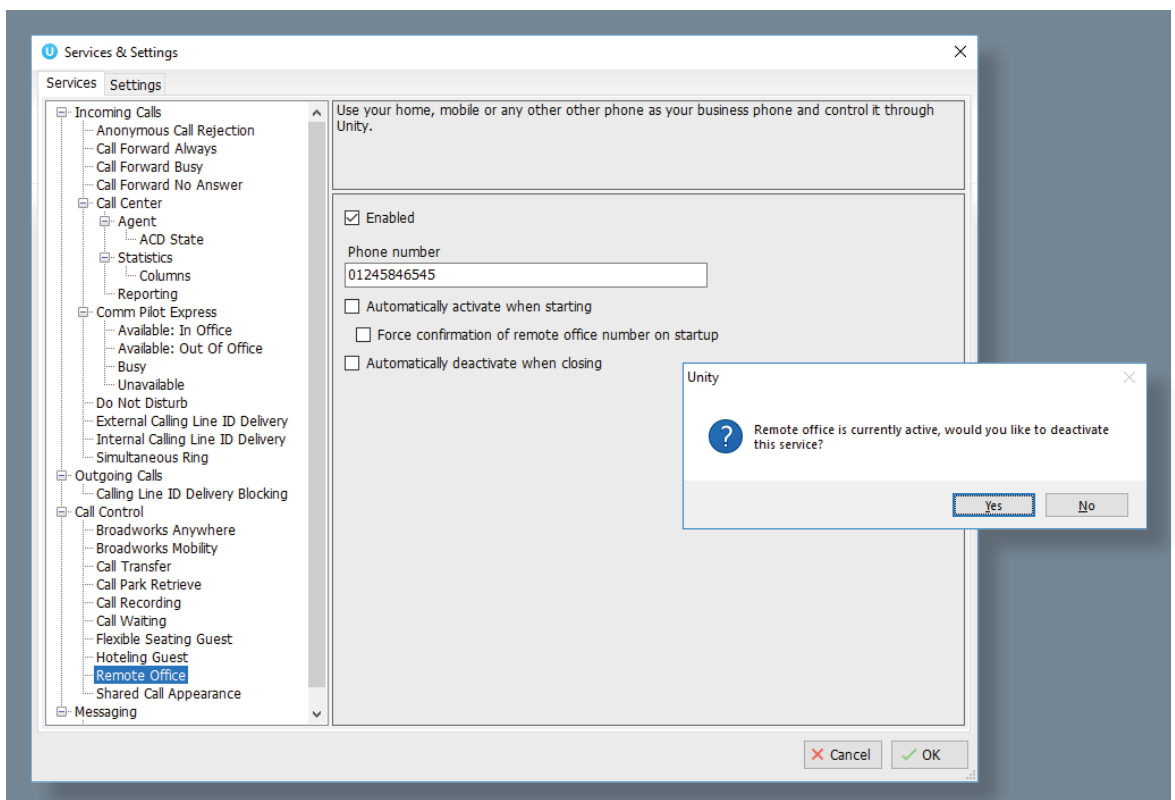 Services & Settings
Services
Settings
Incoming Calls
Anonymous Call Rejection
Call Forward Always
Call Forward Busy
Call Forward No Answer
Call Center
Agent
ACD State
Statistics
Columns
Reporting
Comm Pilot Express
Available: In Office
Available: Out Of Office
Busy
Unavailable
Do Not Disturb
External Calling Line ID Delivery
Internal Calling Line ID Delivery
Simultaneous Ring
Outgoing Calls
Calling Line ID Delivery Blocking
Call Control
Broadworks Anywhere
Broadworks Mobility
Call Transfer
Call Park Retrieve
Call Recording
Call Waiting
Flexible Seating Guest
Hoteling Guest
Remote Office
Shared Call Appearance
Messaging
Use your home, mobile or any other other phone as your business phone and control it through
Unity.
Enabled
Phone number
01245846545
Automatically activate when starting
Force confirmation of remote office number on startup
Automatically deactivate when closing
Unity
Remote office is currently active, would you like to deactivate
this service?
Yes
No
Cancel
OK